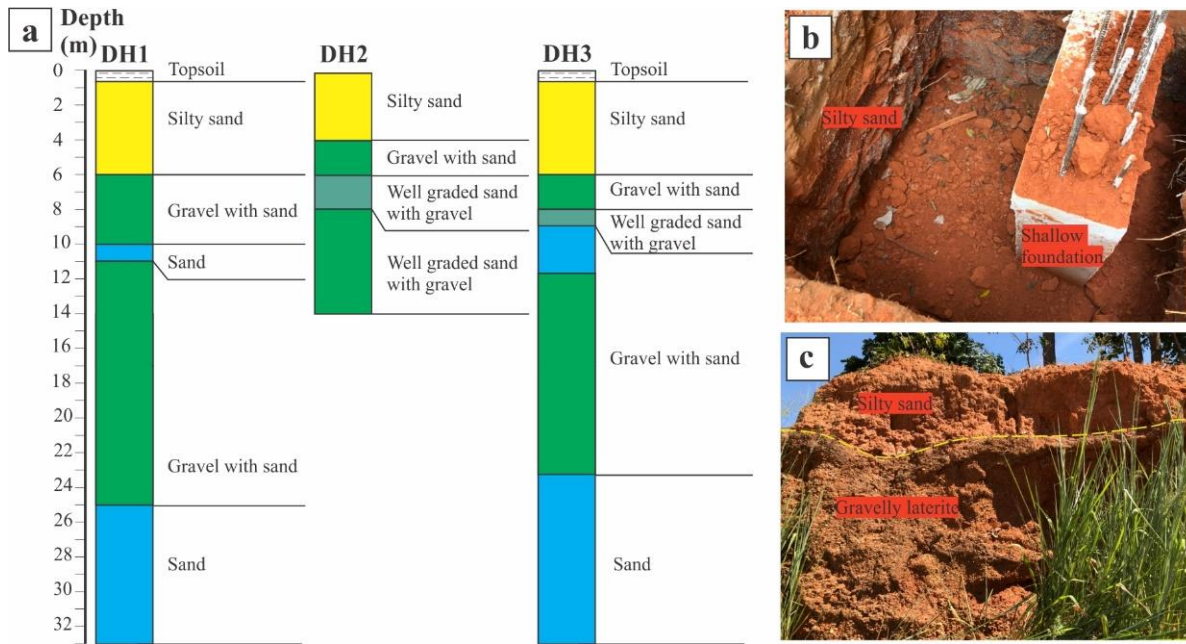 a
Depth
(m)
DH1
DH2
DH3
0
2
4
6
8
10
12
14
16
18
20
22
24
26
28
30
32
Topsoil
Silty sand
Gravel with sand
Sand
Gravel with sand
Sand
Silty sand
Gravel with sand
Well graded sand
with gravel
Well graded sand
with gravel
Topsoil
Silty sand
Gravel with sand
Well graded sand
with gravel
Gravel with sand
Sand
b
Silty sand
Shallow
foundation
c
Silty sand
Gravelly laterite